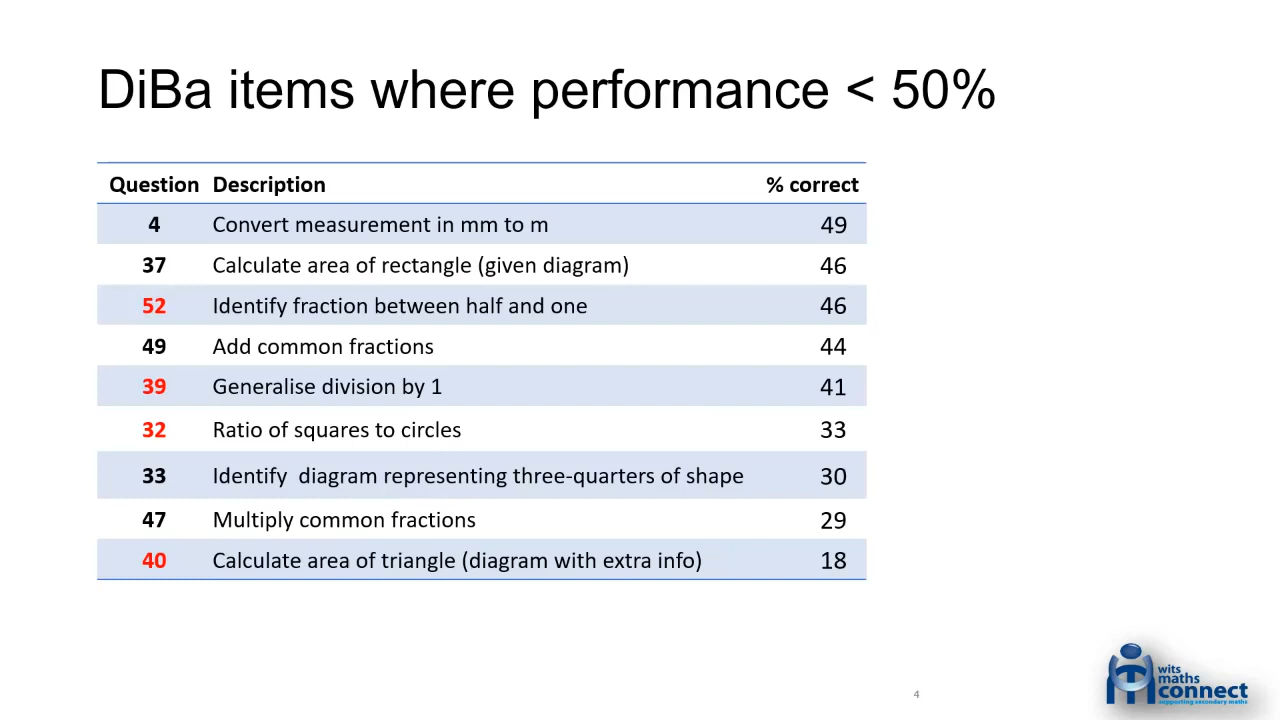 DiBa items where performance < 50%
Question Description % correct
4 Convert measurement in mm to m 49
37 Calculate area of rectangle (given diagram) 46
52 Identify fraction between half and one 46
49 Add common fractions 44
39 Generalise division by 1 41
32 Ratio of squares to circles 33
33 Identify  diagram representing three-quarters of shape 30
47 Multiply common fractions 29
40 Calculate area of triangle (diagram with extra info) 18
4
wits
maths
connect
supporting secondary maths